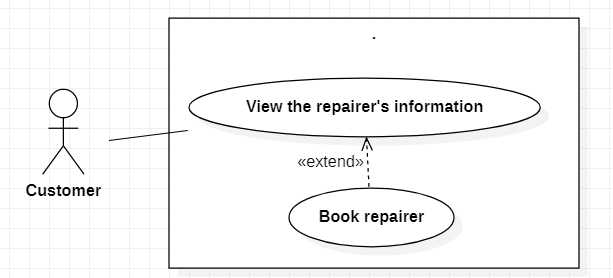 .
View the repairer's information
«extend»
Customer
Book repairer